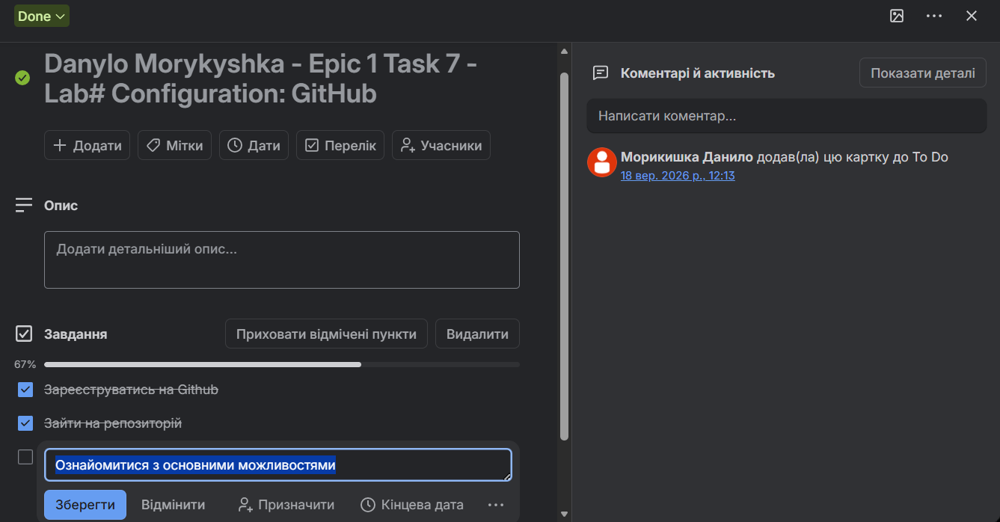 Done
Danylo Morykyshka - Epic 1 Task 7 -
Lab# Configuration: GitHub
Додати
Мітки
Дати
Перелік
Учасники
Опис
Додати детальніший опис...
Завдання
Приховати відмічені пункти
Видалити
67%
Зареєструватись на Github
Зайти на репозиторій
Ознайомитися з основними можливостями
Зберегти
Відмінити
Призначити
Кінцева дата
Коментарі й активність
Показати деталі
Написати коментар...
Морикишка Данило додав(ла) цю картку до To Do
18 вер. 2026 р., 12:13